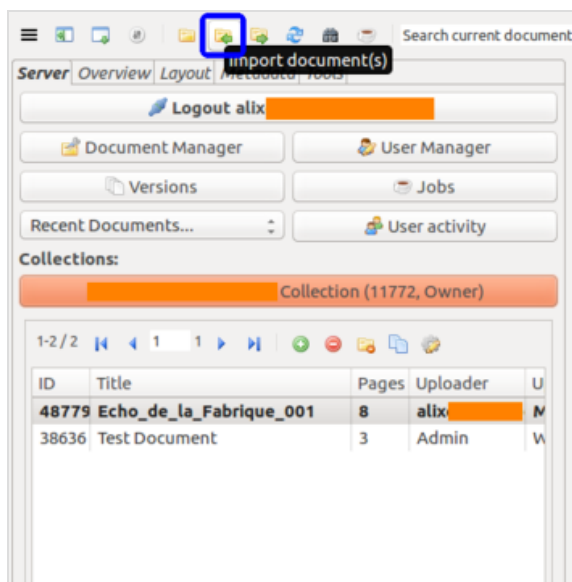 Search current document
Import document(s)
Server Overview Layout Metadata Tools
Logout alix
Document Manager
User Manager
Versions
Jobs
Recent Documents...
User activity
Collections:
Collection (11772, Owner)
1-2 / 2 1 1
ID Title Pages Uploader U
48779 Echo_de_la_Fabrique_001 8 alix M
38636 Test Document 3 Admin W